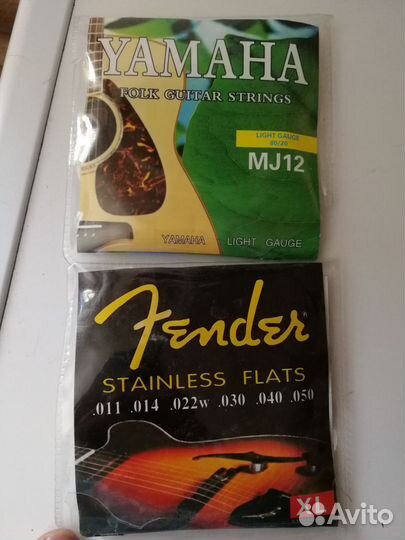 YAMAHA
FOLK GUITAR STRINGS
LIGHT GAUGE
80/20
MJ12
YAMAHA LIGHT GAUGE
Fender
STAINLESS FLATS
.011 .014 .022w .030 .040 .050
XL
Avito